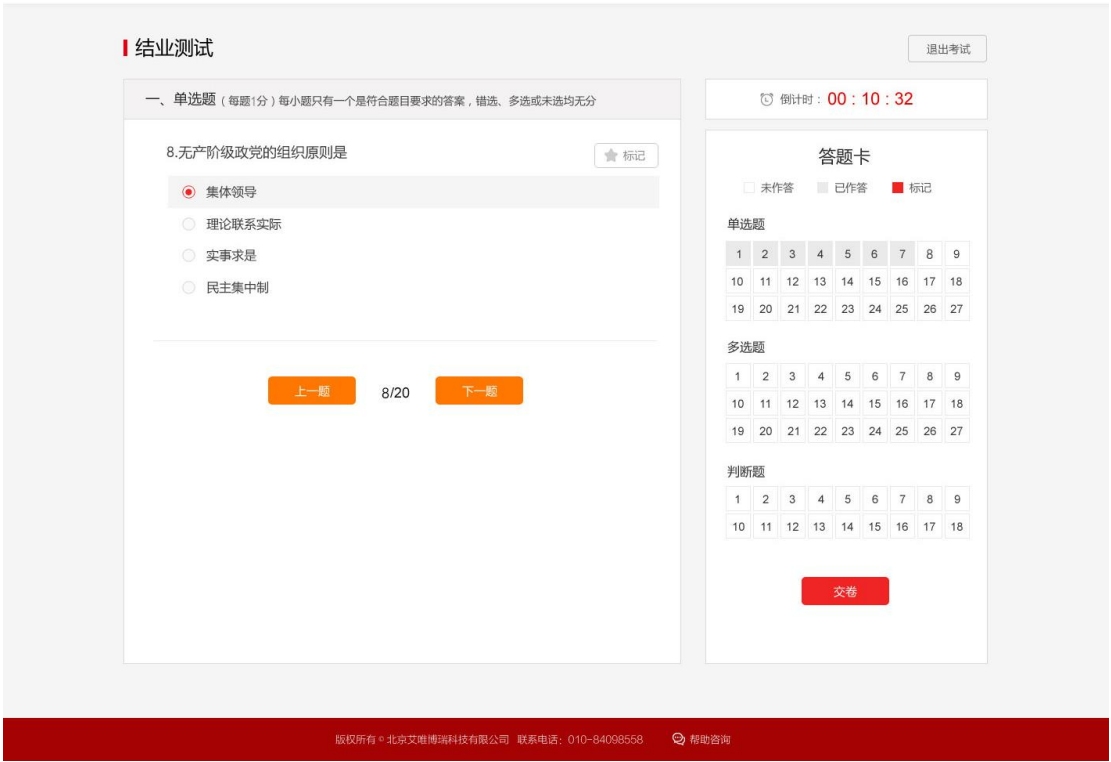 结业测试
退出考试
一、单选题（每题1分）每小题只有一个是符合题目要求的答案，错选、多选或未选均无分
8.无产阶级政党的组织原则是
标记
集体领导
理论联系实际
实事求是
民主集中制
上一题 8/20 下一题
倒计时：00：10：32
答题卡
未作答 已作答 标记
单选题
1 2 3 4 5 6 7 8 9
10 11 12 13 14 15 16 17 18
19 20 21 22 23 24 25 26 27
多选题
1 2 3 4 5 6 7 8 9
10 11 12 13 14 15 16 17 18
19 20 21 22 23 24 25 26 27
判断题
1 2 3 4 5 6 7 8 9
10 11 12 13 14 15 16 17 18
交卷
版权所有©北京艾唯博瑞科技有限公司 联系电话：010-84098558 帮助咨询